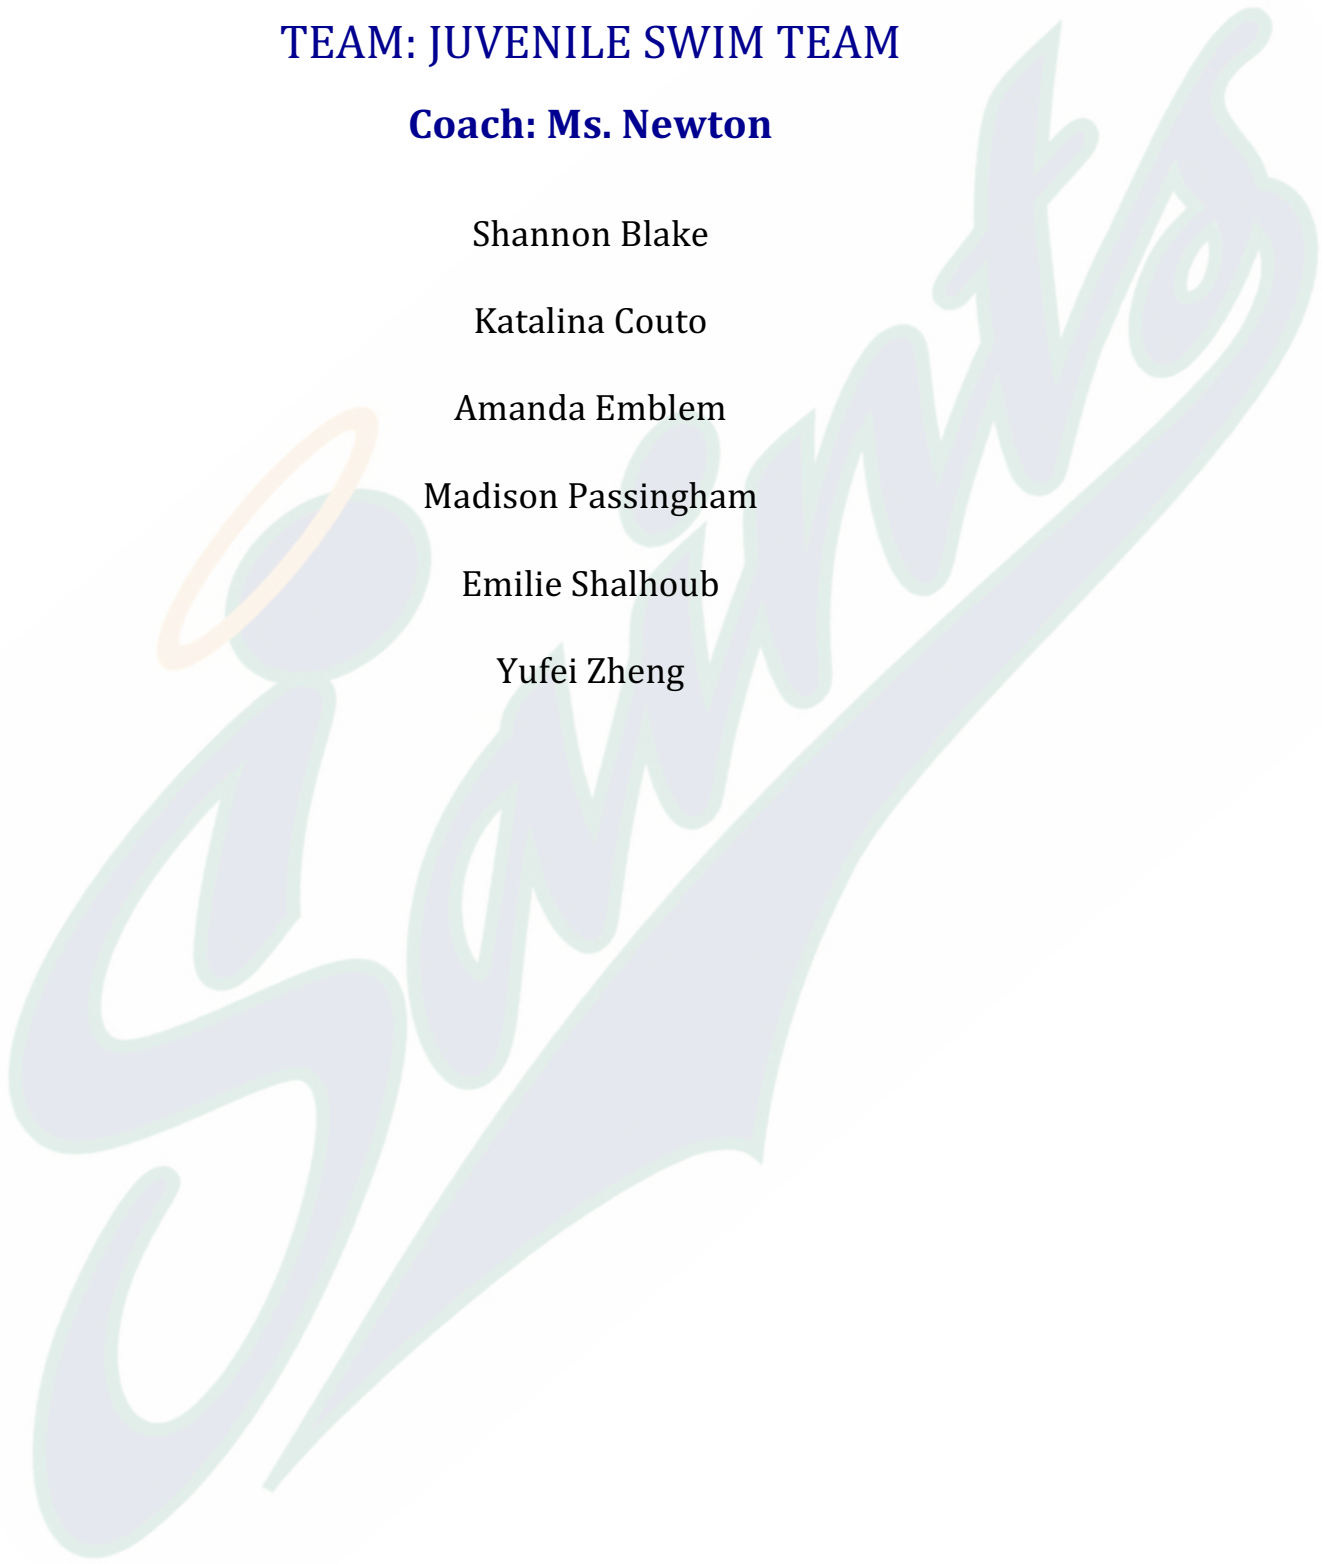 TEAM: JUVENILE SWIM TEAM
Coach: Ms. Newton
Shannon Blake
Katalina Couto
Amanda Emblem
Madison Passingham
Emilie Shalhoub
Yufei Zheng
Saints